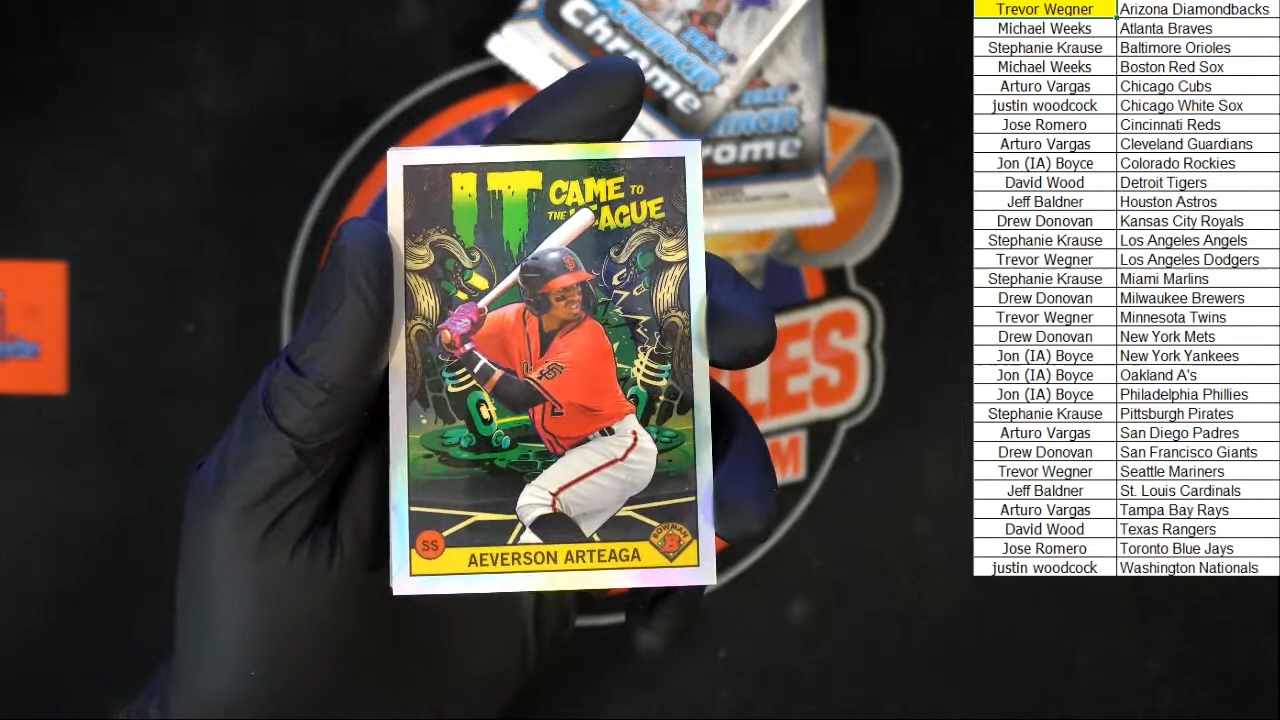 2022
Bowman
Chrome
2022
IT CAME TO
THE LEAGUE
SF
SS
BOWMAN
B
AEVERSON ARTEAGA
Trevor Wegner Arizona Diamondbacks
Michael Weeks Atlanta Braves
Stephanie Krause Baltimore Orioles
Michael Weeks Boston Red Sox
Arturo Vargas Chicago Cubs
justin woodcock Chicago White Sox
Jose Romero Cincinnati Reds
Arturo Vargas Cleveland Guardians
Jon (IA) Boyce Colorado Rockies
David Wood Detroit Tigers
Jeff Baldner Houston Astros
Drew Donovan Kansas City Royals
Stephanie Krause Los Angeles Angels
Trevor Wegner Los Angeles Dodgers
Stephanie Krause Miami Marlins
Drew Donovan Milwaukee Brewers
Trevor Wegner Minnesota Twins
Drew Donovan New York Mets
Jon (IA) Boyce New York Yankees
Jon (IA) Boyce Oakland A's
Jon (IA) Boyce Philadelphia Phillies
Stephanie Krause Pittsburgh Pirates
Arturo Vargas San Diego Padres
Drew Donovan San Francisco Giants
Trevor Wegner Seattle Mariners
Jeff Baldner St. Louis Cardinals
Arturo Vargas Tampa Bay Rays
David Wood Texas Rangers
Jose Romero Toronto Blue Jays
justin woodcock Washington Nationals